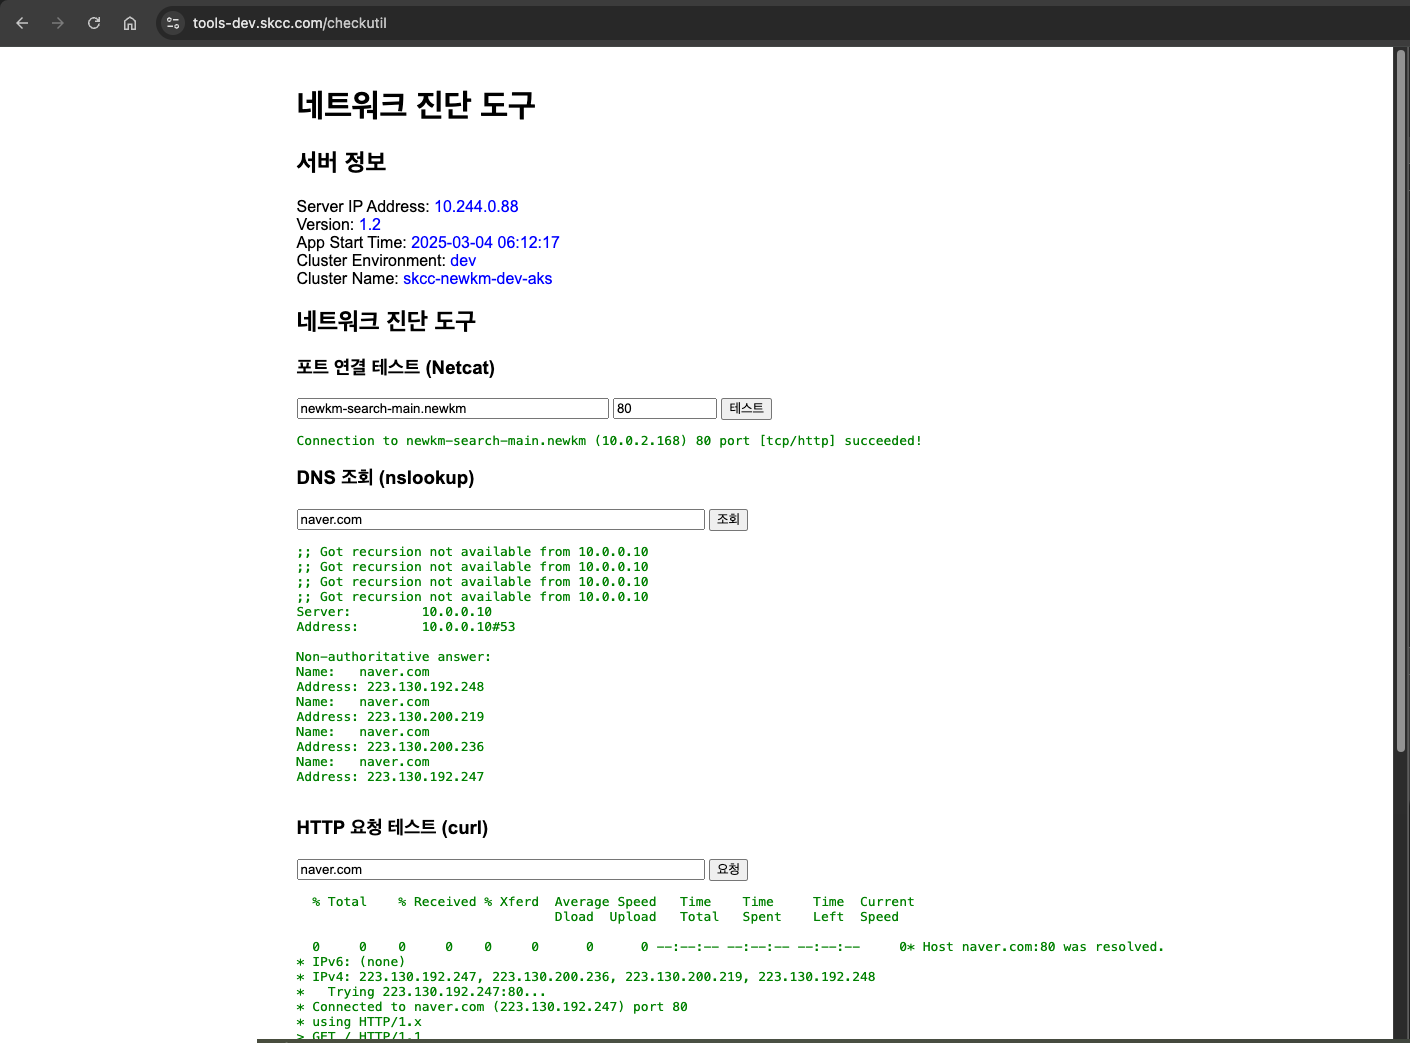 tools-dev.skcc.com/checkutil
네트워크 진단 도구
서버 정보
Server IP Address: 10.244.0.88
Version: 1.2
App Start Time: 2025-03-04 06:12:17
Cluster Environment: dev
Cluster Name: skcc-newkm-dev-aks
네트워크 진단 도구
포트 연결 테스트 (Netcat)
newkm-search-main.newkm 80 테스트
Connection to newkm-search-main.newkm (10.0.2.168) 80 port [tcp/http] succeeded!
DNS 조회 (nslookup)
naver.com 조회
;; Got recursion not available from 10.0.0.10
;; Got recursion not available from 10.0.0.10
;; Got recursion not available from 10.0.0.10
;; Got recursion not available from 10.0.0.10
Server: 10.0.0.10
Address: 10.0.0.10#53
Non-authoritative answer:
Name: naver.com
Address: 223.130.192.248
Name: naver.com
Address: 223.130.200.219
Name: naver.com
Address: 223.130.200.236
Name: naver.com
Address: 223.130.192.247
HTTP 요청 테스트 (curl)
naver.com 요청
% Total % Received % Xferd Average Speed Time Time Time Current
Dload Upload Total Spent Left Speed
0 0 0 0 0 0 0 0 --:--:-- --:--:-- --:--:-- 0* Host naver.com:80 was resolved.
* IPv6: (none)
* IPv4: 223.130.192.247, 223.130.200.236, 223.130.200.219, 223.130.192.248
* Trying 223.130.192.247:80...
* Connected to naver.com (223.130.192.247) port 80
* using HTTP/1.x
> GET / HTTP/1.1